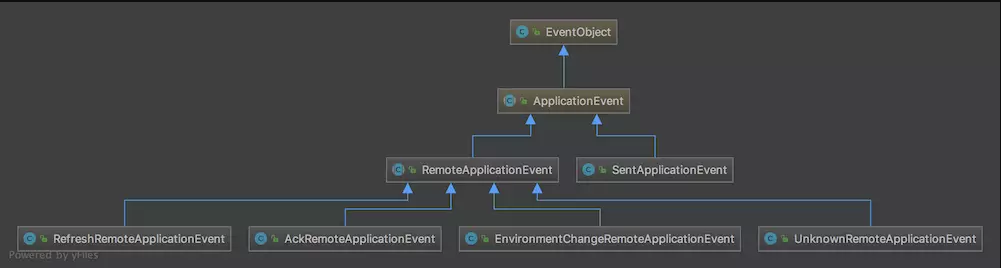 EventObject
ApplicationEvent
RemoteApplicationEvent
SentApplicationEvent
RefreshRemoteApplicationEvent
AckRemoteApplicationEvent
EnvironmentChangeRemoteApplicationEvent
UnknownRemoteApplicationEvent
Powered by yFiles